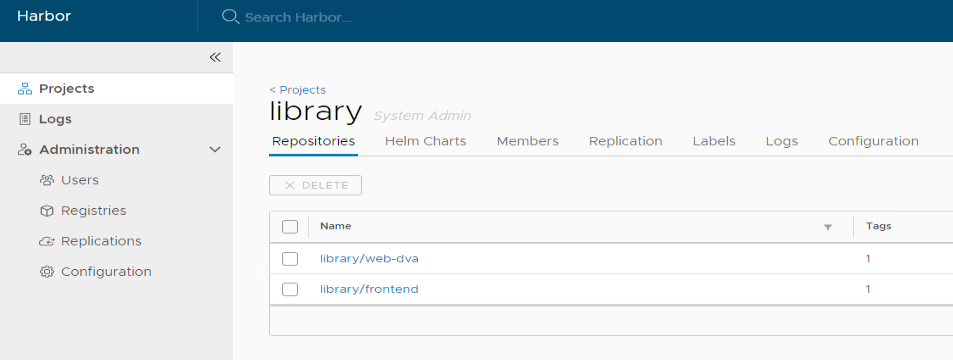 Harbor
Search Harbor...
Projects
Logs
Administration
Users
Registries
Replications
Configuration
< Projects
library System Admin
Repositories Helm Charts Members Replication Labels Logs Configuration
DELETE
Name Tags
library/web-dva 1
library/frontend 1